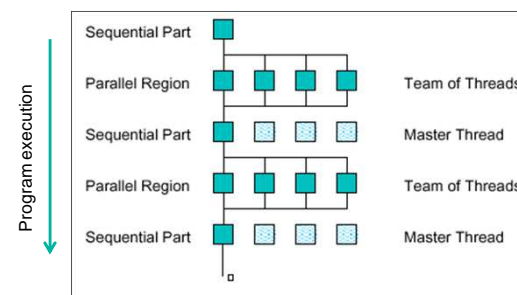 Program execution
Sequential Part
Parallel Region Team of Threads
Sequential Part Master Thread
Parallel Region Team of Threads
Sequential Part Master Thread